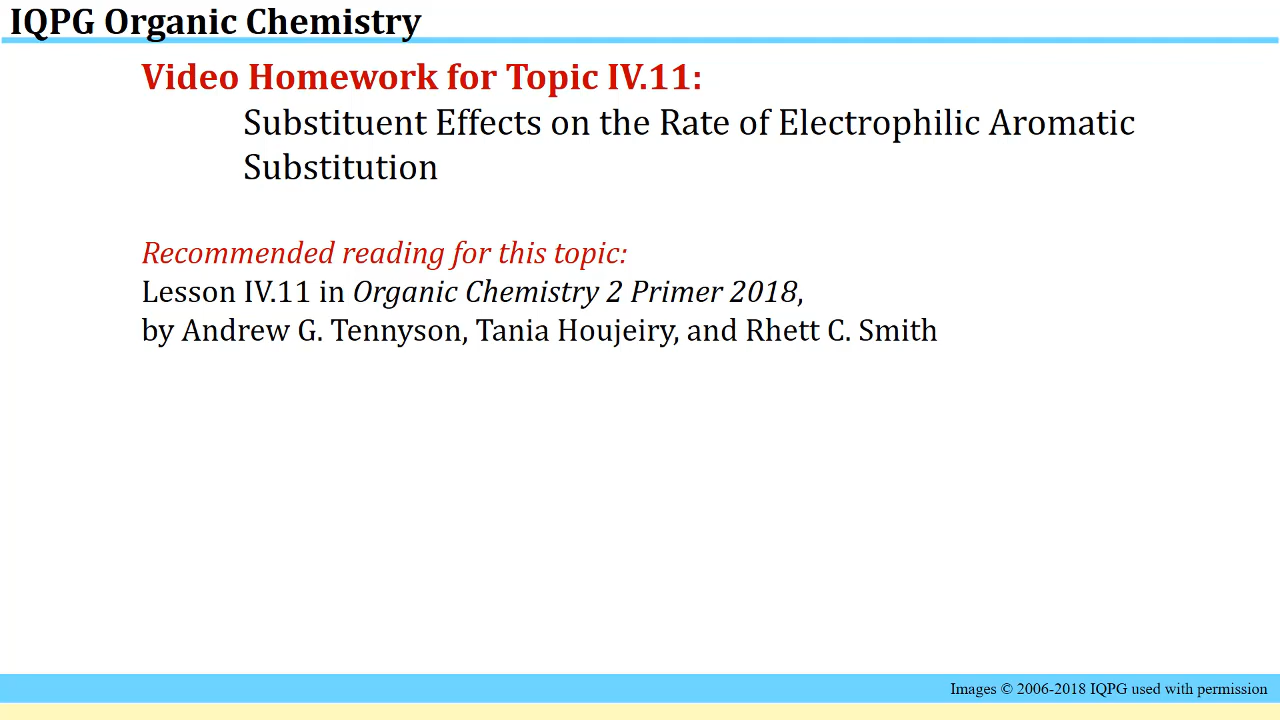 IQPG Organic Chemistry
Video Homework for Topic IV.11:
Substituent Effects on the Rate of Electrophilic Aromatic
Substitution
Recommended reading for this topic:
Lesson IV.11 in Organic Chemistry 2 Primer 2018,
by Andrew G. Tennyson, Tania Houjeiry, and Rhett C. Smith
Images © 2006-2018 IQPG used with permission